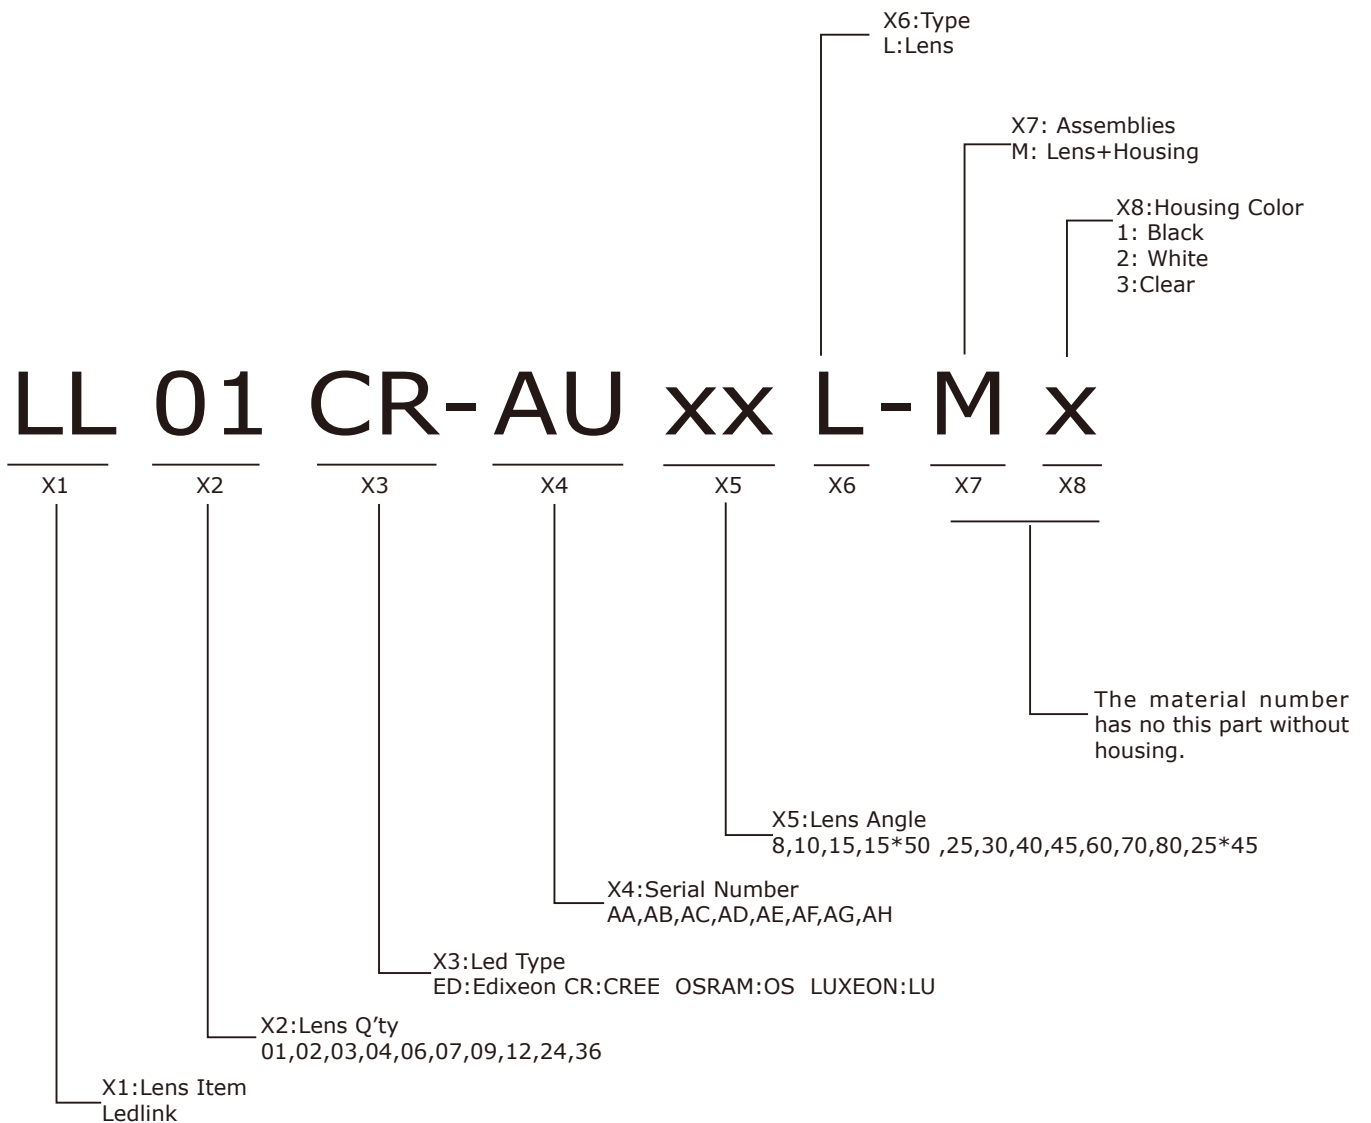 X6:Type
L:Lens
X7: Assemblies
M: Lens+Housing
X8:Housing Color
1: Black
2: White
3:Clear
LL 01 CR-AU xx L-M x
X1 X2 X3 X4 X5 X6 X7 X8
The material number
has no this part without
housing.
X5:Lens Angle
8,10,15,15*50 ,25,30,40,45,60,70,80,25*45
X4:Serial Number
AA,AB,AC,AD,AE,AF,AG,AH
X3:Led Type
ED:Edixeon CR:CREE OSRAM:OS LUXEON:LU
X2:Lens Q'ty
01,02,03,04,06,07,09,12,24,36
X1:Lens Item
Ledlink